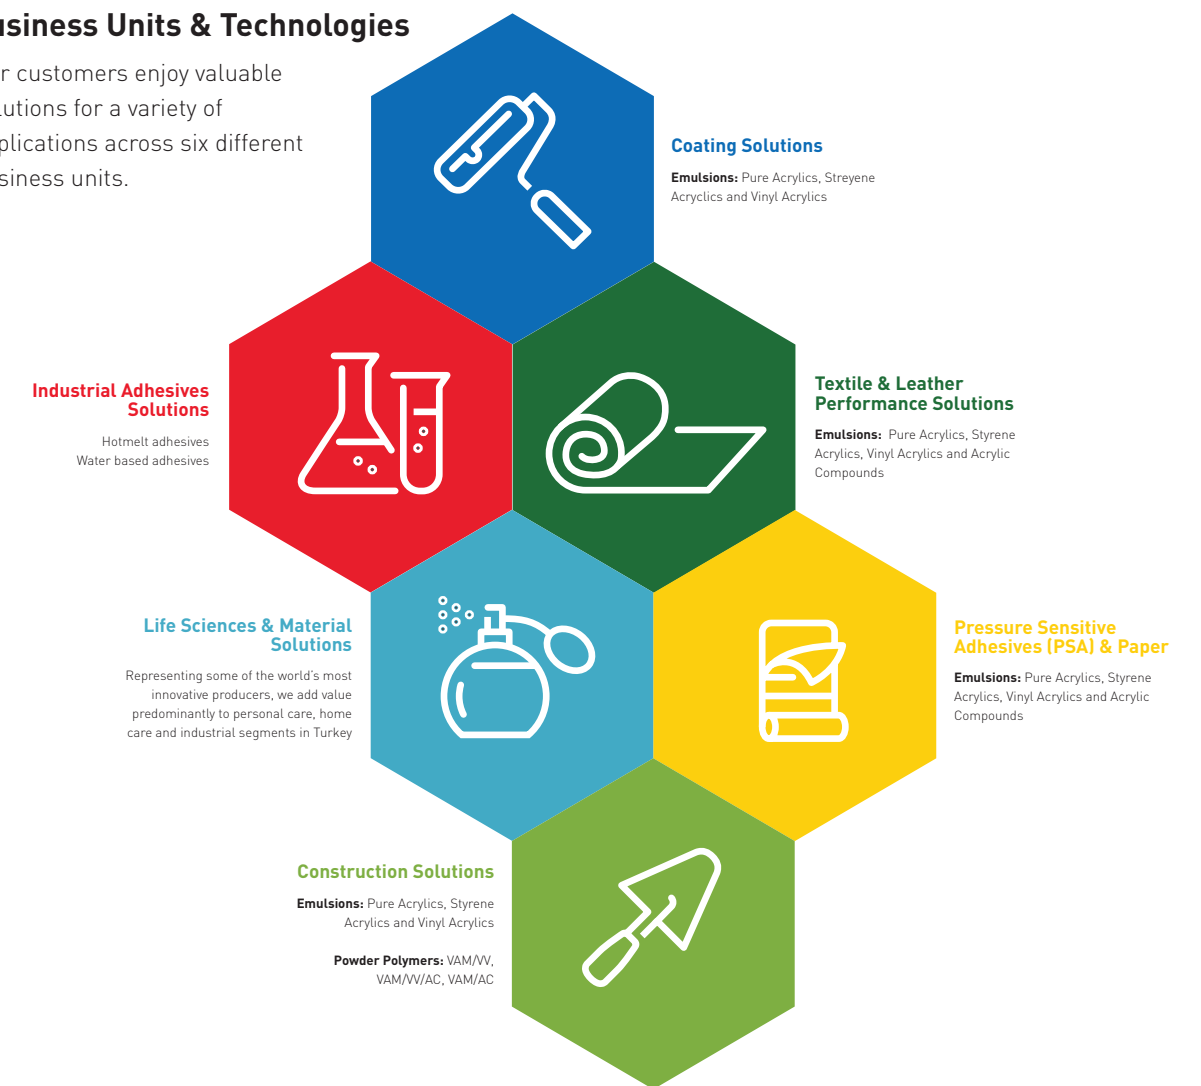 usiness Units & Technologies
r customers enjoy valuable
lutions for a variety of
plications across six different
siness units.
Coating Solutions
Emulsions: Pure Acrylics, Streyene
Acryclics and Vinyl Acrylics
Industrial Adhesives
Solutions
Hotmelt adhesives
Water based adhesives
Textile & Leather
Performance Solutions
Emulsions: Pure Acrylics, Styrene
Acrylics, Vinyl Acrylics and Acrylic
Compounds
Life Sciences & Material
Solutions
Representing some of the world's most
innovative producers, we add value
predominantly to personal care, home
care and industrial segments in Turkey
Pressure Sensitive
Adhesives (PSA) & Paper
Emulsions: Pure Acrylics, Styrene
Acrylics, Vinyl Acrylics and Acrylic
Compounds
Construction Solutions
Emulsions: Pure Acrylics, Styrene
Acrylics and Vinyl Acrylics
Powder Polymers: VAM/VV,
VAM/VV/AC, VAM/AC